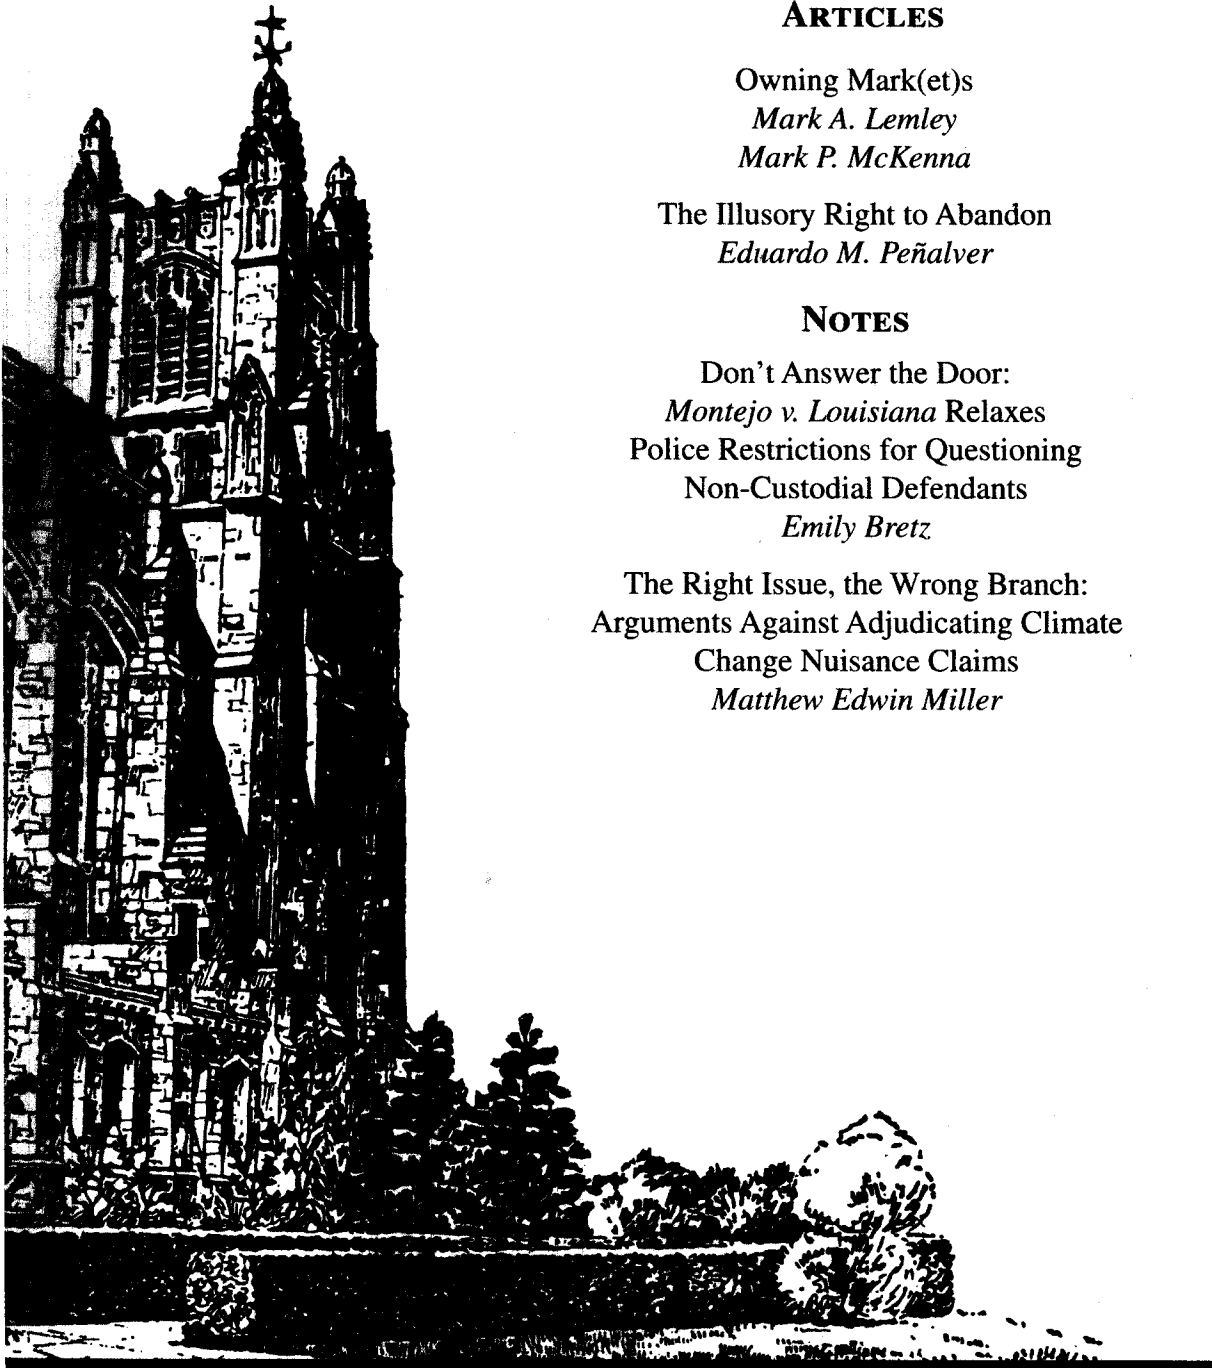 ARTICLES
Owning Mark(et)s
Mark A. Lemley
Mark P. McKenna
The Illusory Right to Abandon
Eduardo M. Peñalver
NOTES
Don't Answer the Door:
Montejo v. Louisiana Relaxes
Police Restrictions for Questioning
Non-Custodial Defendants
Emily Bretz
The Right Issue, the Wrong Branch:
Arguments Against Adjudicating Climate
Change Nuisance Claims
Matthew Edwin Miller